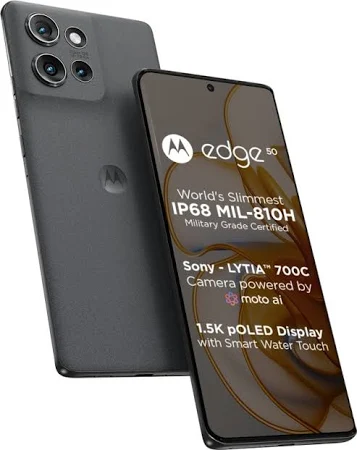 edge 50
World's Slimmest
IP68 MIL-810H
Military Grade Certified
Sony - LYTIA™ 700C
Camera powered by
moto ai
1.5K pOLED Display
with Smart Water Touch